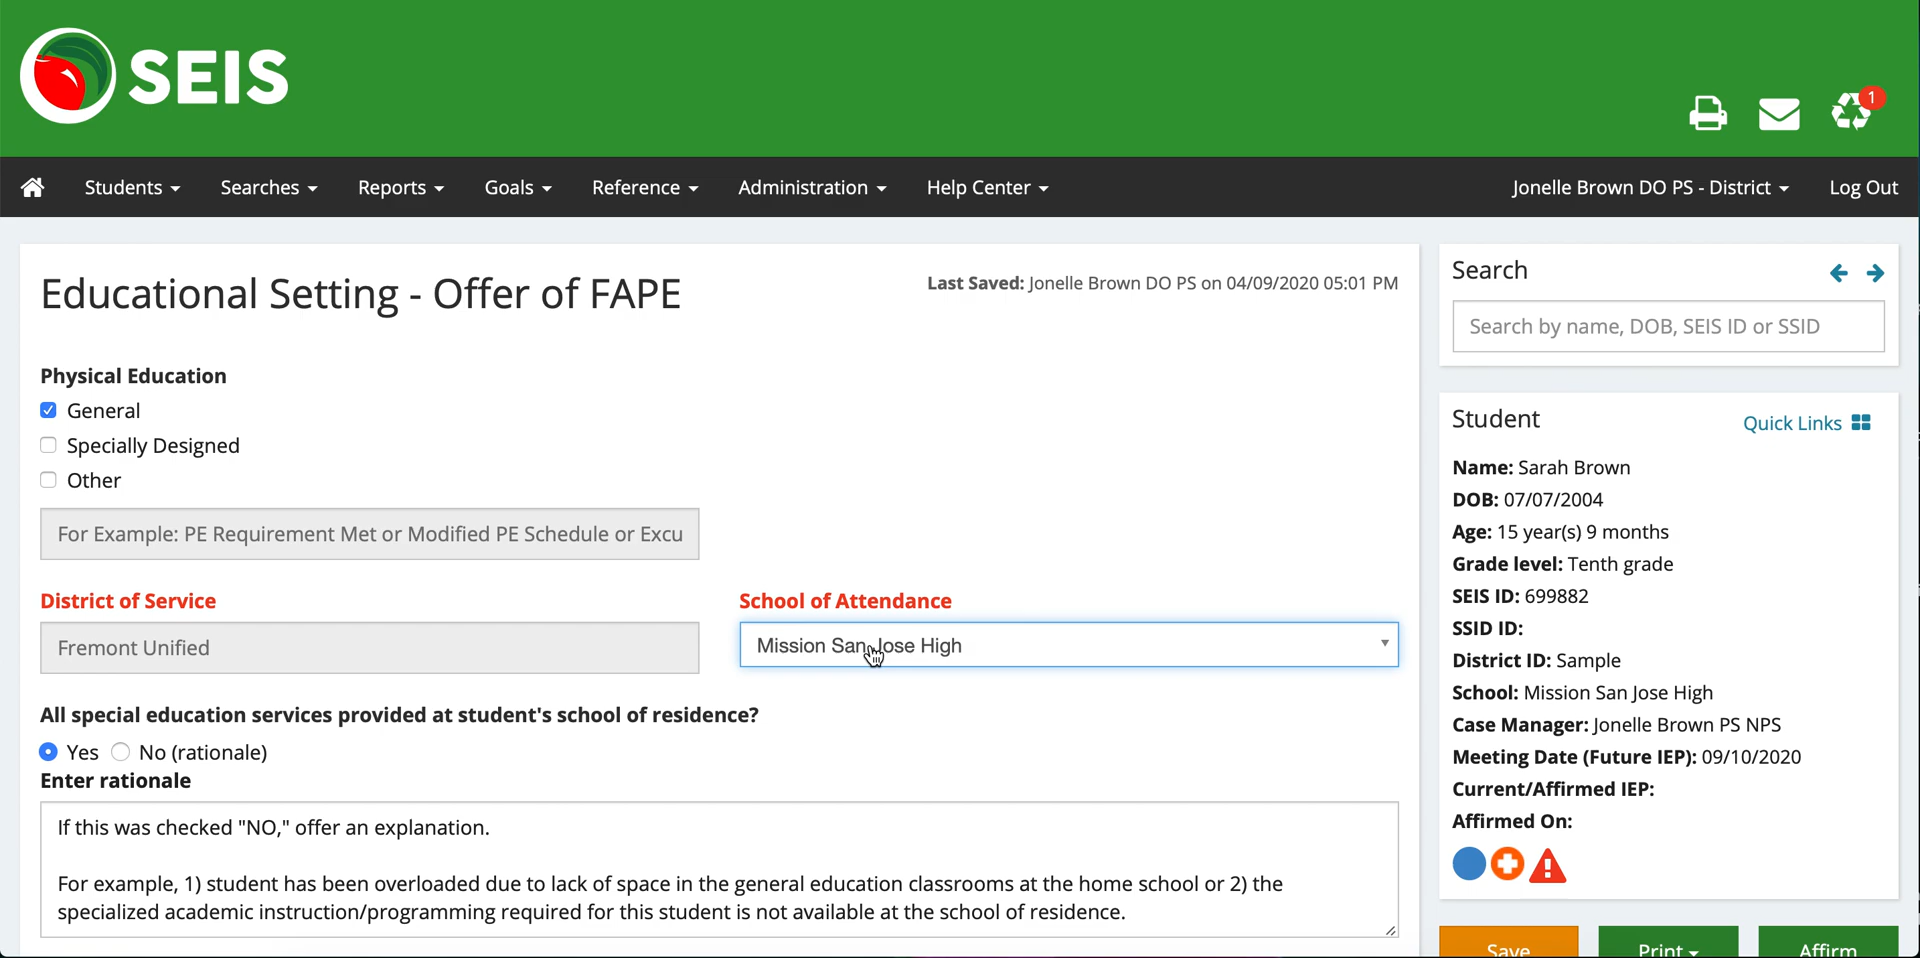 SEIS
1
Students
Searches
Reports
Goals
Reference
Administration
Help Center
Jonelle Brown DO PS - District
Log Out
Educational Setting - Offer of FAPE
Last Saved: Jonelle Brown DO PS on 04/09/2020 05:01 PM
Physical Education
General
Specially Designed
Other
For Example: PE Requirement Met or Modified PE Schedule or Excu
District of Service
Fremont Unified
School of Attendance
Mission San Jose High
All special education services provided at student's school of residence?
Yes No (rationale)
Enter rationale
If this was checked "NO," offer an explanation.
For example, 1) student has been overloaded due to lack of space in the general education classrooms at the home school or 2) the
specialized academic instruction/programming required for this student is not available at the school of residence.
Search
Search by name, DOB, SEIS ID or SSID
Student
Quick Links
Name: Sarah Brown
DOB: 07/07/2004
Age: 15 year(s) 9 months
Grade level: Tenth grade
SEIS ID: 699882
SSID ID:
District ID: Sample
School: Mission San Jose High
Case Manager: Jonelle Brown PS NPS
Meeting Date (Future IEP): 09/10/2020
Current/Affirmed IEP:
Affirmed On:
Save
Print
Affirm